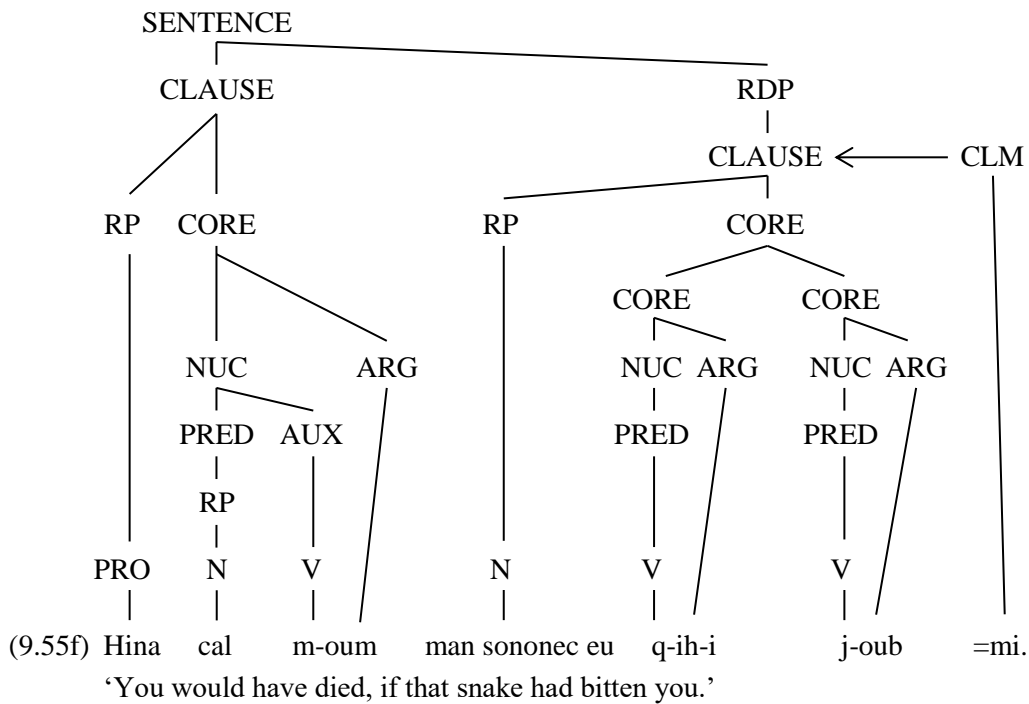 SENTENCE
CLAUSE RDP
CLAUSE CLM
RP CORE RP CORE
CORE CORE
NUC ARG NUC ARG NUC ARG
PRED AUX PRED PRED
RP
PRO N V N V V
(9.55f) Hina cal m-oum man sononec eu q-ih-i j-oub =mi.
‘You would have died, if that snake had bitten you.’